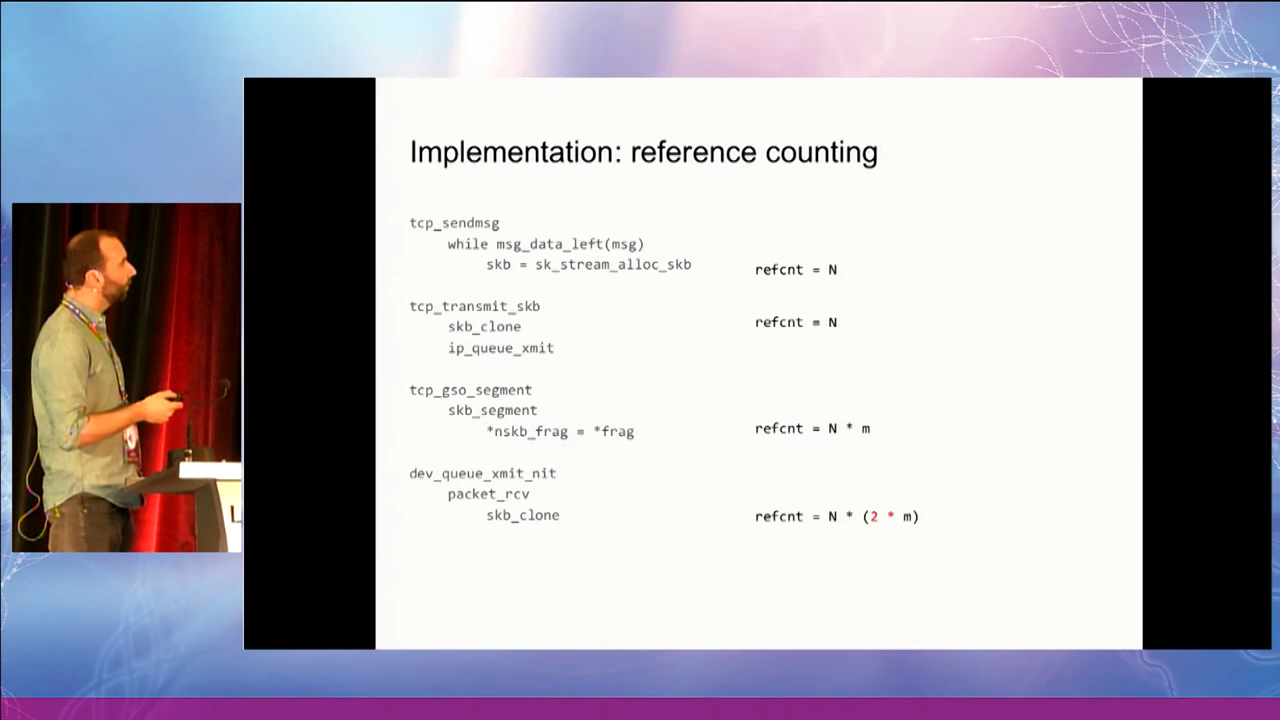 Implementation: reference counting
tcp_sendmsg
while msg_data_left(msg)
skb = sk_stream_alloc_skb
refcnt = N
tcp_transmit_skb
skb_clone
refcnt = N
ip_queue_xmit
tcp_gso_segment
skb_segment
*nskb_frag = *frag
refcnt = N * m
dev_queue_xmit_nit
packet_rcv
skb_clone
refcnt = N * (2 * m)